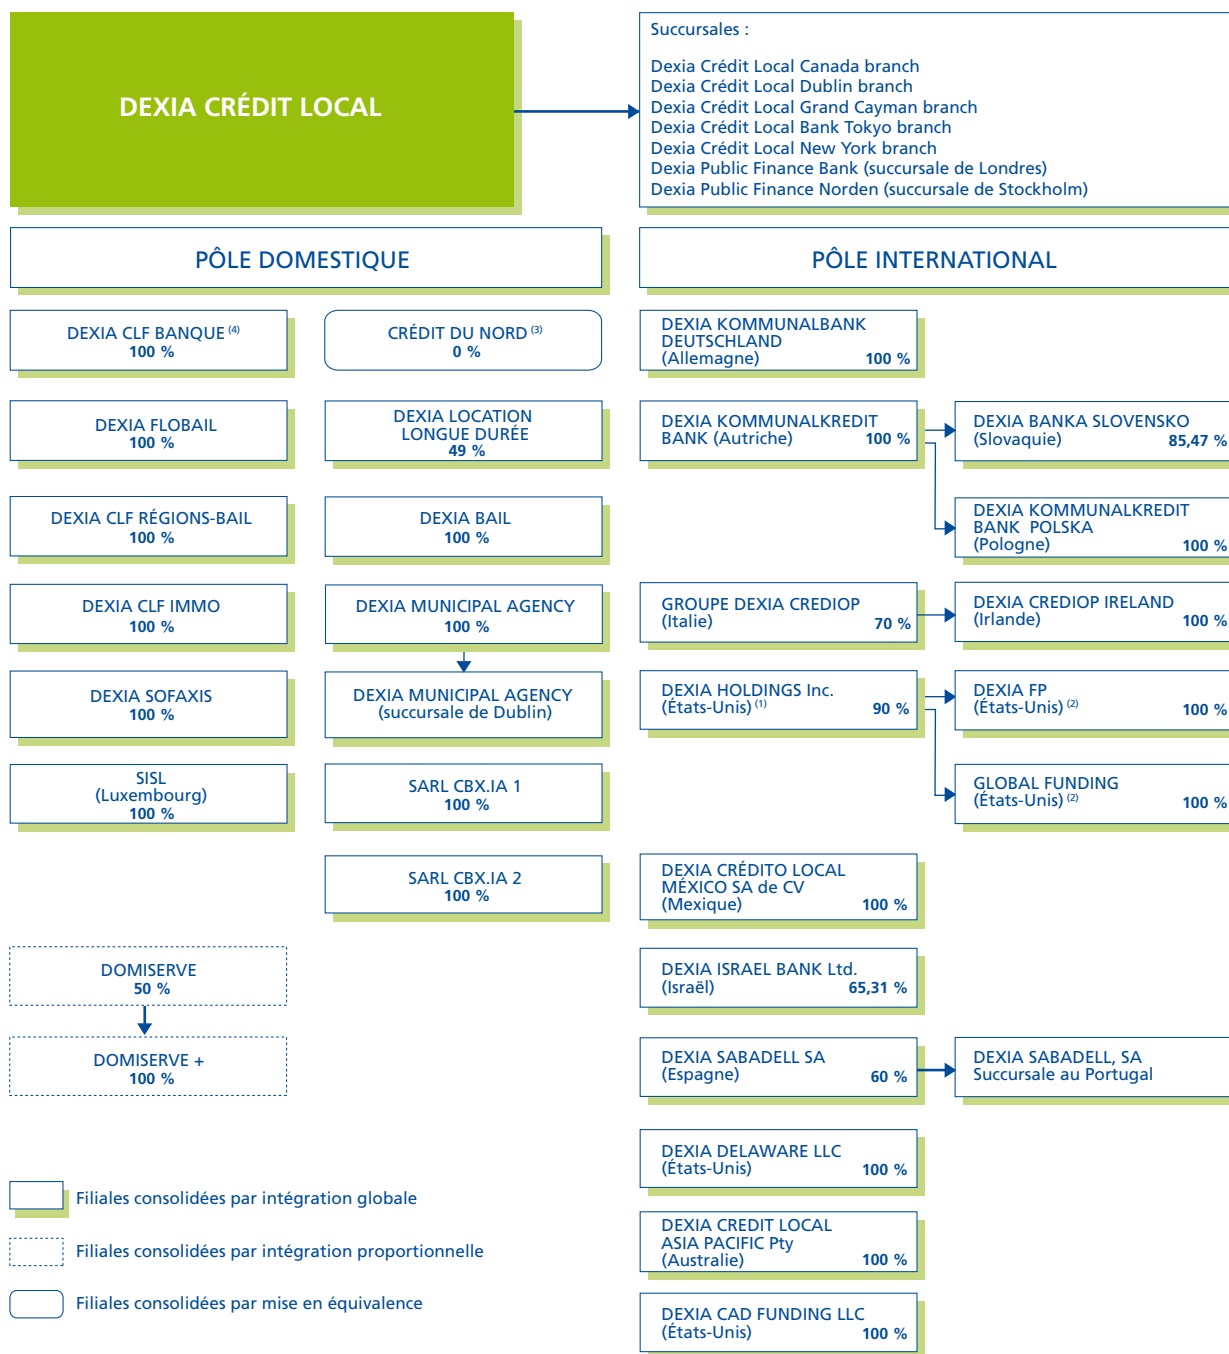 DEXIA CRÉDIT LOCAL
Succursales :
Dexia Crédit Local Canada branch
Dexia Crédit Local Dublin branch
Dexia Crédit Local Grand Cayman branch
Dexia Crédit Local Bank Tokyo branch
Dexia Crédit Local New York branch
Dexia Public Finance Bank (succursale de Londres)
Dexia Public Finance Norden (succursale de Stockholm)
PÔLE DOMESTIQUE
DEXIA CLF BANQUE (4)
100 %
DEXIA FLOBAIL
100 %
DEXIA CLF RÉGIONS-BAIL
100 %
DEXIA CLF IMMO
100 %
DEXIA SOFAXIS
100 %
SISL
(Luxembourg)
100 %
DOMISERVE
50 %
DOMISERVE +
100 %
CRÉDIT DU NORD (3)
0 %
DEXIA LOCATION
LONGUE DURÉE
49 %
DEXIA BAIL
100 %
DEXIA MUNICIPAL AGENCY
100 %
DEXIA MUNICIPAL AGENCY
(succursale de Dublin)
SARL CBX.IA 1
100 %
SARL CBX.IA 2
100 %
PÔLE INTERNATIONAL
DEXIA KOMMUNALBANK
DEUTSCHLAND
(Allemagne) 100 %
DEXIA KOMMUNALKREDIT
BANK (Autriche) 100 %
DEXIA BANKA SLOVENSKO
(Slovaquie) 85,47 %
DEXIA KOMMUNALKREDIT
BANK POLSKA
(Pologne) 100 %
GROUPE DEXIA CREDIOP
(Italie) 70 %
DEXIA CREDIOP IRELAND
(Irlande) 100 %
DEXIA HOLDINGS Inc.
(États-Unis) (1) 90 %
DEXIA FP
(États-Unis) (2) 100 %
GLOBAL FUNDING
(États-Unis) (2) 100 %
DEXIA CRÉDITO LOCAL
MÉXICO SA de CV
(Mexique) 100 %
DEXIA ISRAEL BANK Ltd.
(Israël) 65,31 %
DEXIA SABADELL SA
(Espagne) 60 %
DEXIA SABADELL, SA
Succursale au Portugal
DEXIA DELAWARE LLC
(États-Unis) 100 %
DEXIA CREDIT LOCAL
ASIA PACIFIC Pty
(Australie) 100 %
DEXIA CAD FUNDING LLC
(États-Unis) 100 %
Filiales consolidées par intégration globale
Filiales consolidées par intégration proportionnelle
Filiales consolidées par mise en équivalence